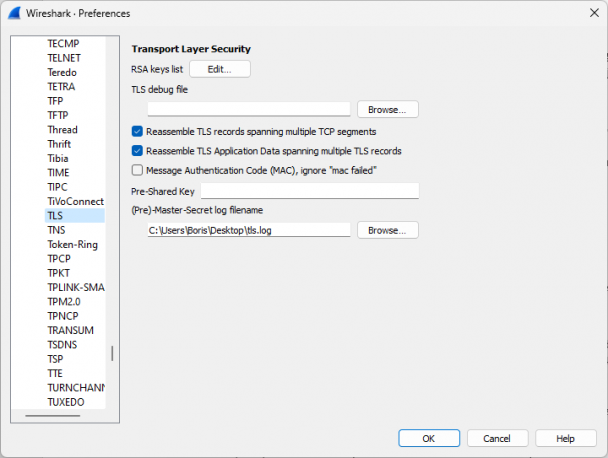 Wireshark · Preferences
TECMP
TELNET
Teredo
TETRA
TFP
TFTP
Thread
Thrift
Tibia
TIME
TIPC
TiVoConnect
TLS
TNS
Token-Ring
TPCP
TPKT
TPLINK-SMA
TPM2.0
TPNCP
TRANSUM
TSDNS
TSP
TTE
TURNCHANN
TUXEDO
Transport Layer Security
RSA keys list Edit...
TLS debug file
Browse...
Reassemble TLS records spanning multiple TCP segments
Reassemble TLS Application Data spanning multiple TLS records
Message Authentication Code (MAC), ignore "mac failed"
Pre-Shared Key
(Pre)-Master-Secret log filename
C:\Users\Boris\Desktop\tls.log Browse...
OK Cancel Help